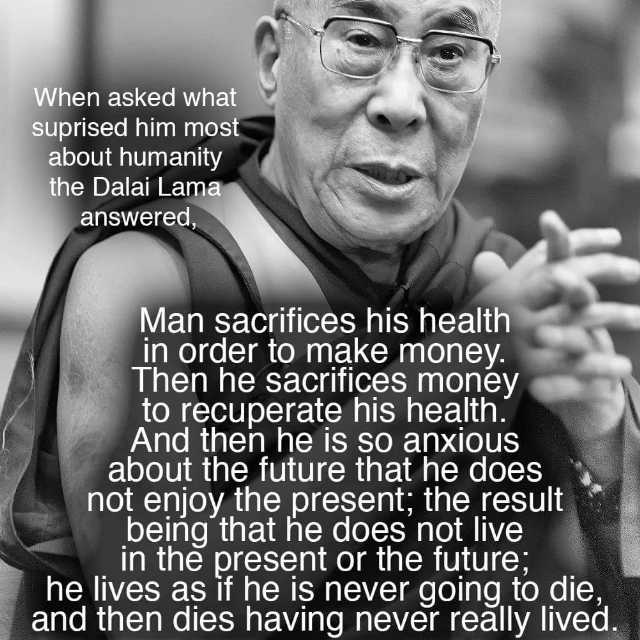 When asked what
suprised him most
about humanity
the Dalai Lama
answered,
Man sacrifices his health
in order to make money.
Then he sacrifices money
to recuperate his health.
And then he is so anxious
about the future that he does
not enjoy the present; the result
being that he does not live
in the present or the future;
he lives as if he is never going to die,
and then dies having never really lived.